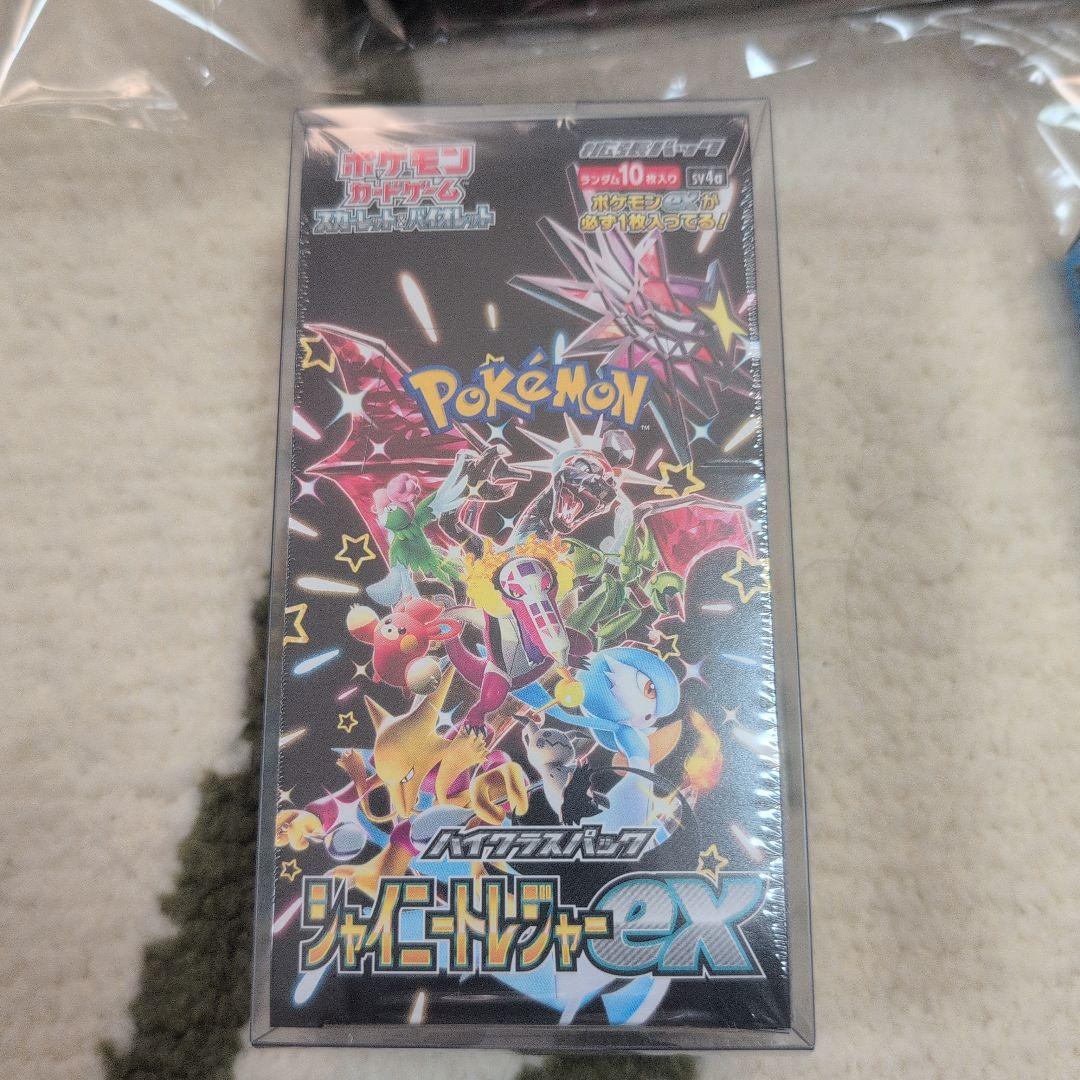 ポケモン
カードゲーム
スカーレット&バイオレット
拡張パック
ランダム10枚入り
sv4a
ポケモンexが
必ず1枚入ってる!
POKéMON
TM
ハイクラスパック
シャイニートレジャーex